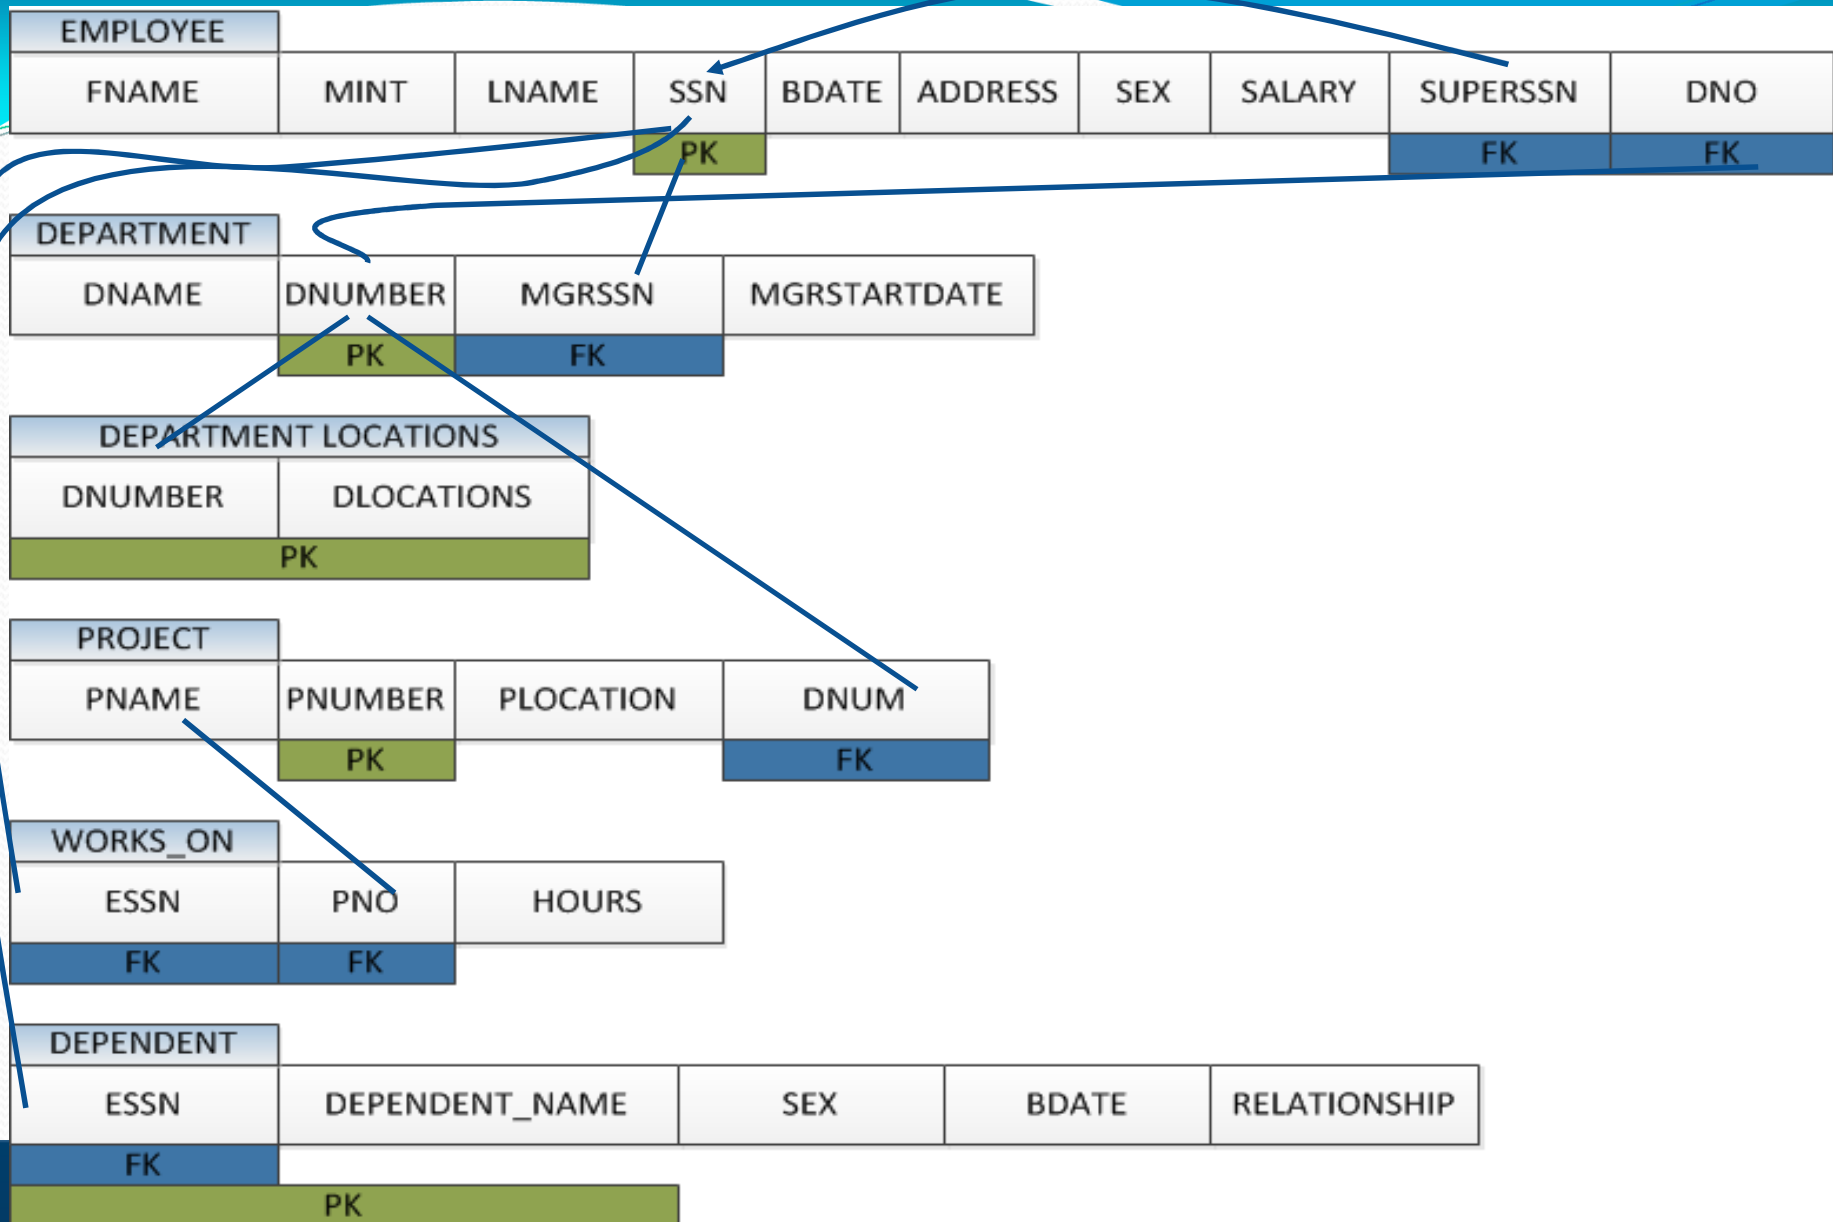 EMPLOYEE
FNAME MINT LNAME SSN BDATE ADDRESS SEX SALARY SUPERSSN DNO
PK FK FK
DEPARTMENT
DNAME DNUMBER MGRSSN MGRSTARTDATE
PK FK
DEPARTMENT LOCATIONS
DNUMBER DLOCATIONS
PK
PROJECT
PNAME PNUMBER PLOCATION DNUM
PK FK
WORKS_ON
ESSN PNO HOURS
FK FK
DEPENDENT
ESSN DEPENDENT_NAME SEX BDATE RELATIONSHIP
FK
PK